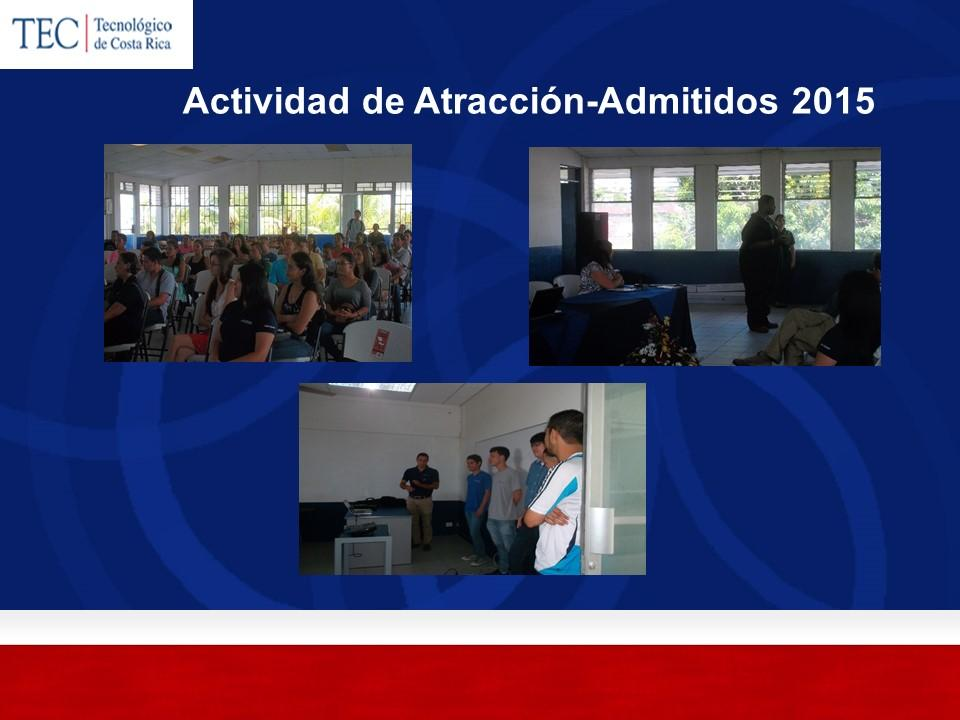 TEC | Tecnológico
de Costa Rica
Actividad de Atracción-Admitidos 2015